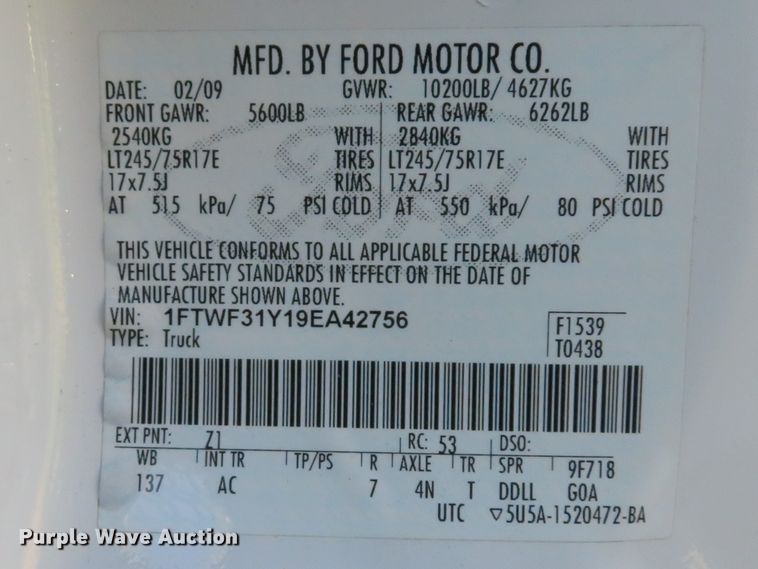 MFD. BY FORD MOTOR CO.
DATE: 02/09 GVWR: 10200LB/ 4627KG
FRONT GAWR: 5600LB REAR GAWR: 6262LB
2540KG WITH 2840KG WITH
LT245/75R17E TIRES LT245/75R17E TIRES
17x7.5J RIMS 17x7.5J RIMS
AT 515 kPa/ 75 PSI COLD AT 550 kPa/ 80 PSI COLD
Ford
THIS VEHICLE CONFORMS TO ALL APPLICABLE FEDERAL MOTOR
VEHICLE SAFETY STANDARDS IN EFFECT ON THE DATE OF
MANUFACTURE SHOWN ABOVE.
VIN: 1FTWF31Y19EA42756 F1539
TYPE: Truck T0438
EXT PNT: Z1 RC: 53 DSO:
WB INT TR TP/PS R AXLE TR SPR 9F718
137 AC 7 4N T DDLL GOA
UTC ▽5U5A-1520472-BA
Purple Wave Auction